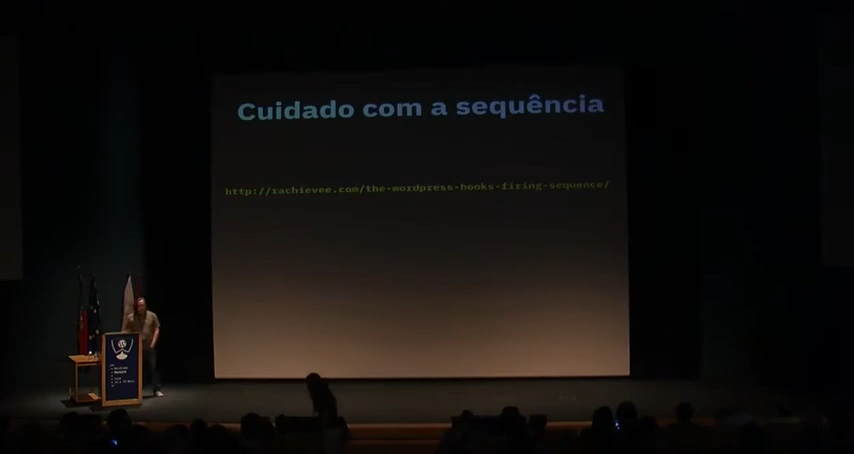 Cuidado com a sequência
http://rachievee.com/the-wordpress-hooks-firing-sequence/